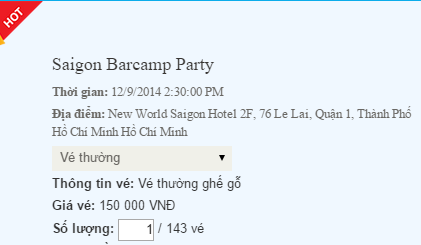 HOT
Saigon Barcamp Party
Thời gian: 12/9/2014 2:30:00 PM
Địa điểm: New World Saigon Hotel 2F, 76 Le Lai, Quận 1, Thành Phố
Hồ Chí Minh Hồ Chí Minh
Vé thường
Thông tin vé: Vé thường ghế gỗ
Giá vé: 150 000 VNĐ
Số lượng: 1 / 143 vé